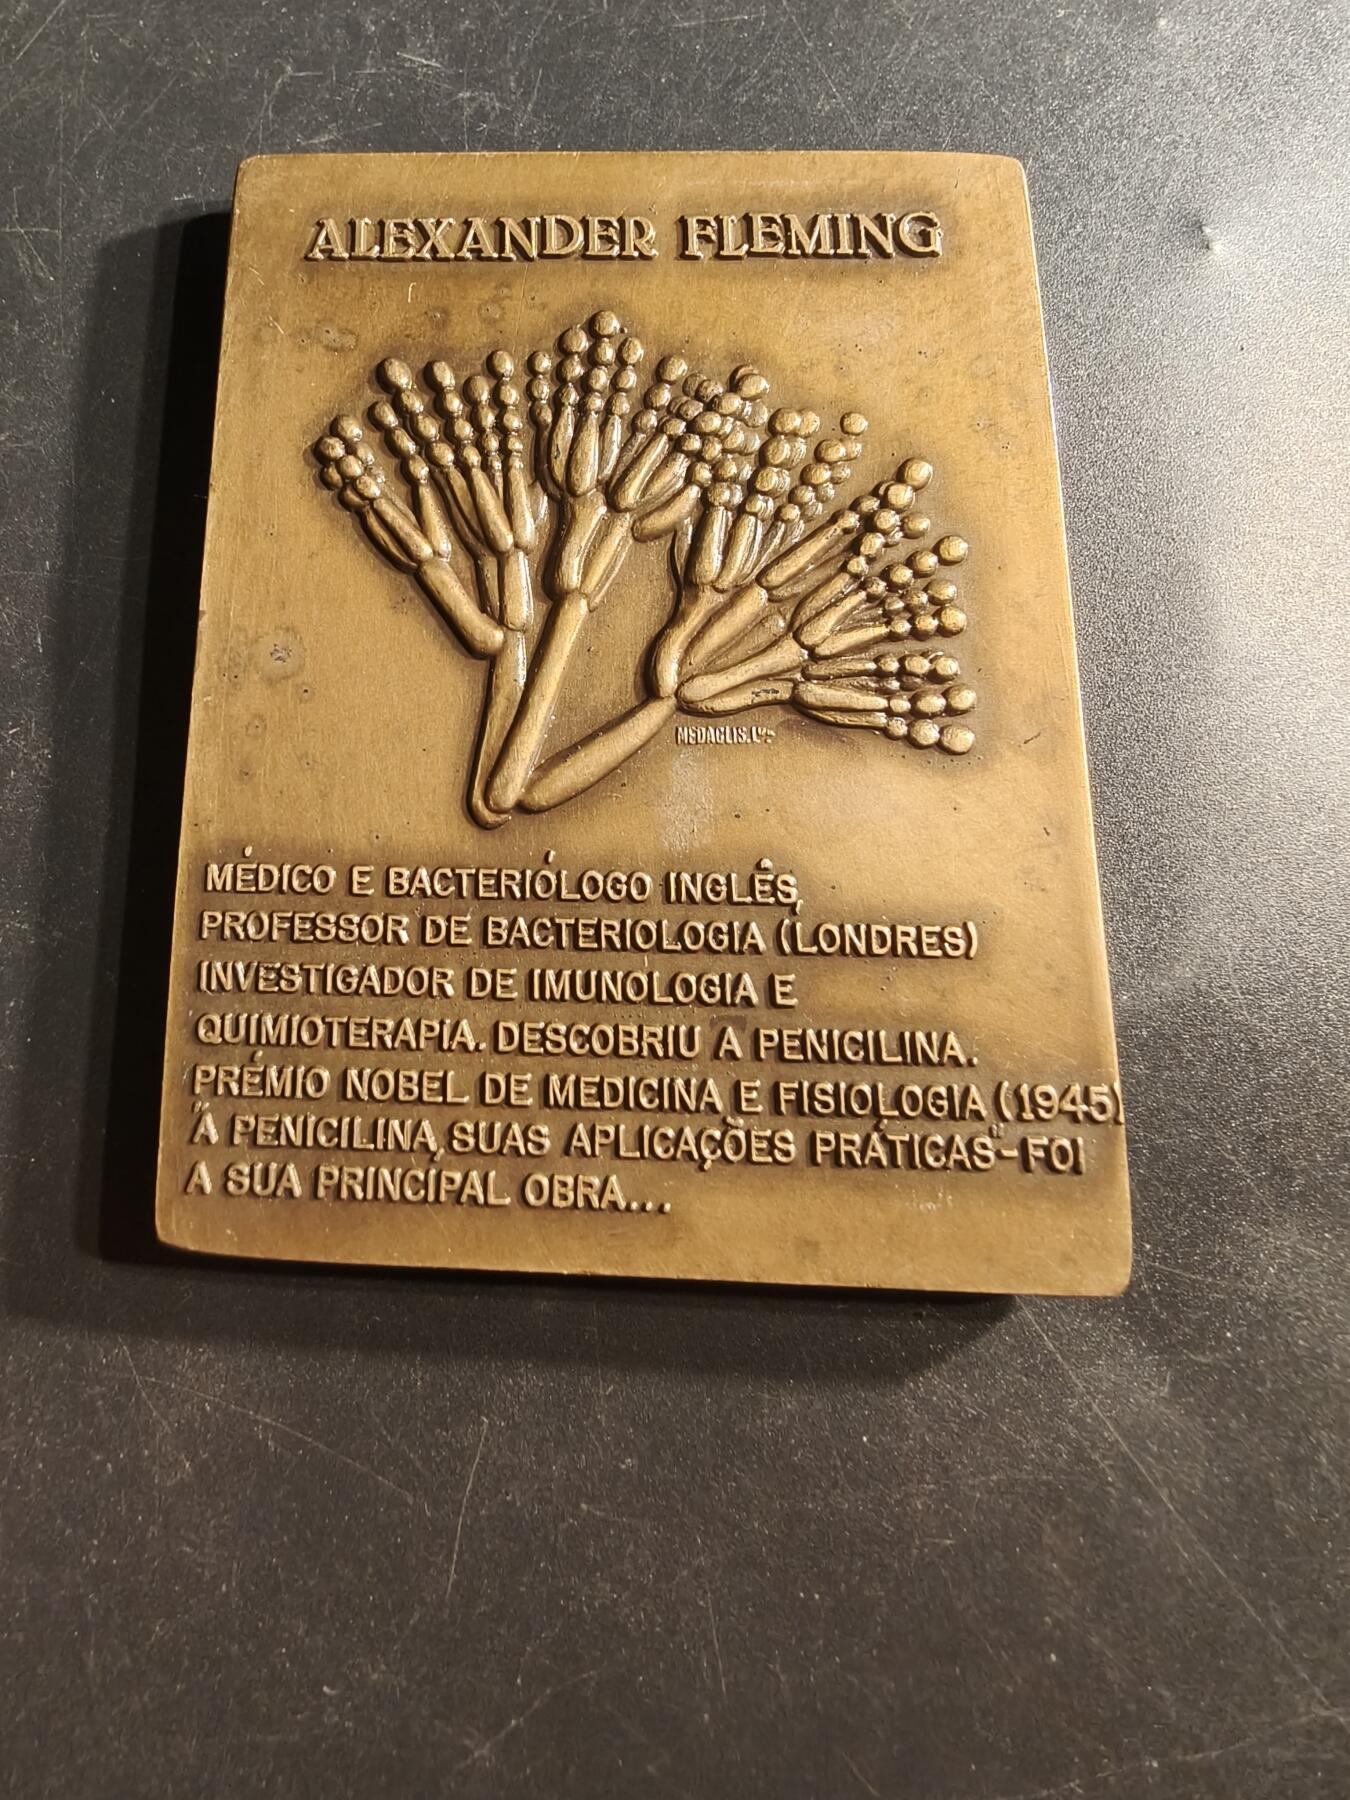 ALEXANDER FLEMING
MEDAGLIS. Lda
MÉDICO E BACTERIÓLOGO INGLÊS,
PROFESSOR DE BACTERIOLOGIA (LONDRES)
INVESTIGADOR DE IMUNOLOGIA E
QUIMIOTERAPIA. DESCOBRIU A PENICILINA.
PRÉMIO NOBEL DE MEDICINA E FISIOLOGIA (1945)
"A PENICILINA, SUAS APLICAÇÕES PRÁTICAS"-FOI
A SUA PRINCIPAL OBRA...